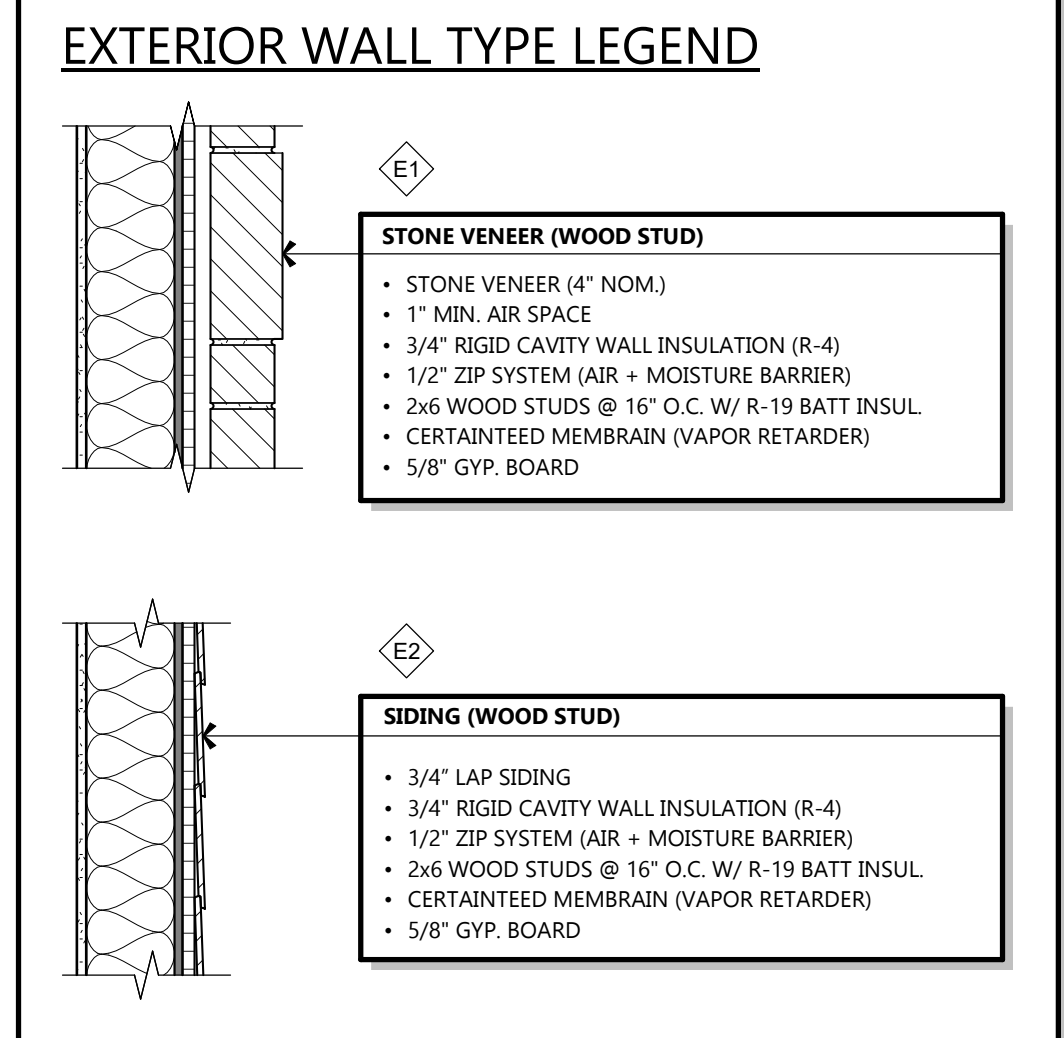 EXTERIOR WALL TYPE LEGEND
E1
STONE VENEER (WOOD STUD)
• STONE VENEER (4" NOM.)
• 1" MIN. AIR SPACE
• 3/4" RIGID CAVITY WALL INSULATION (R-4)
• 1/2" ZIP SYSTEM (AIR + MOISTURE BARRIER)
• 2x6 WOOD STUDS @ 16" O.C. W/ R-19 BATT INSUL.
• CERTAINTEED MEMBRAIN (VAPOR RETARDER)
• 5/8" GYP. BOARD
E2
SIDING (WOOD STUD)
• 3/4” LAP SIDING
• 3/4" RIGID CAVITY WALL INSULATION (R-4)
• 1/2" ZIP SYSTEM (AIR + MOISTURE BARRIER)
• 2x6 WOOD STUDS @ 16" O.C. W/ R-19 BATT INSUL.
• CERTAINTEED MEMBRAIN (VAPOR RETARDER)
• 5/8" GYP. BOARD